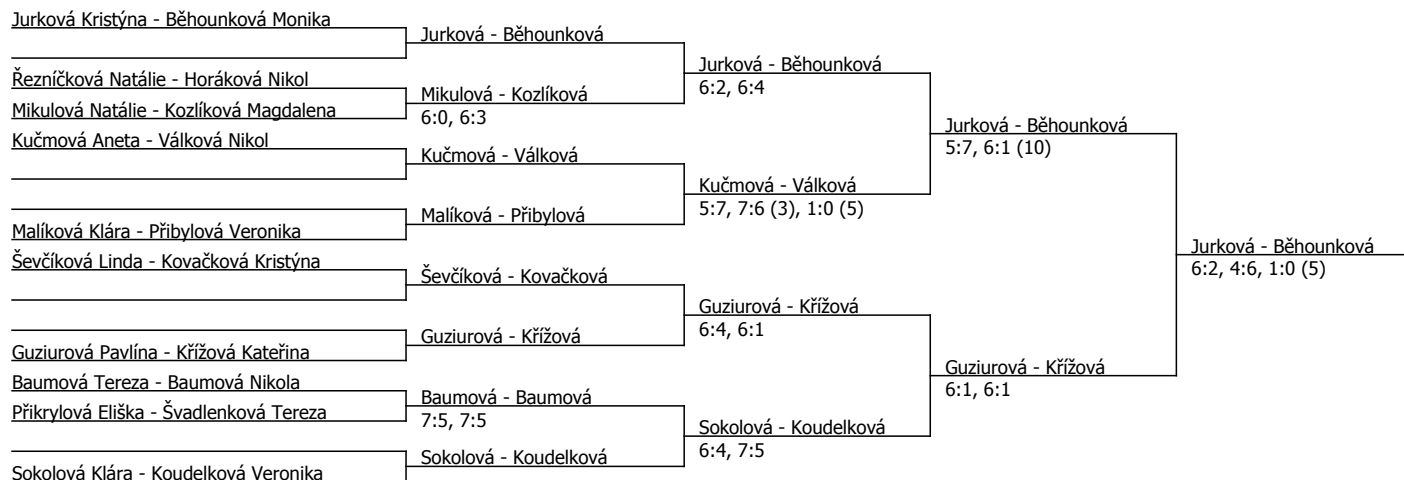 Jurková Kristýna - Běhounková Monika
Řezníčková Natálie - Horáková Nikol
Mikulová Natálie - Kozlíková Magdalena
Kučmová Aneta - Válková Nikol
Malíková Klára - Přibylová Veronika
Ševčíková Linda - Kovačková Kristýna
Guziurová Pavlína - Křížová Kateřina
Baumová Tereza - Baumová Nikola
Přikrylová Eliška - Švadlenková Tereza
Sokolová Klára - Koudelková Veronika
Jurková - Běhounková
Mikulová - Kozlíková
6:0, 6:3
Kučmová - Válková
Malíková - Přibylová
Ševčíková - Kovačková
Guziurová - Křížová
Baumová - Baumová
7:5, 7:5
Sokolová - Koudelková
Jurková - Běhounková
6:2, 6:4
Kučmová - Válková
5:7, 7:6 (3), 1:0 (5)
Guziurová - Křížová
6:4, 6:1
Sokolová - Koudelková
6:4, 7:5
Jurková - Běhounková
5:7, 6:1 (10)
Guziurová - Křížová
6:1, 6:1
Jurková - Běhounková
6:2, 4:6, 1:0 (5)